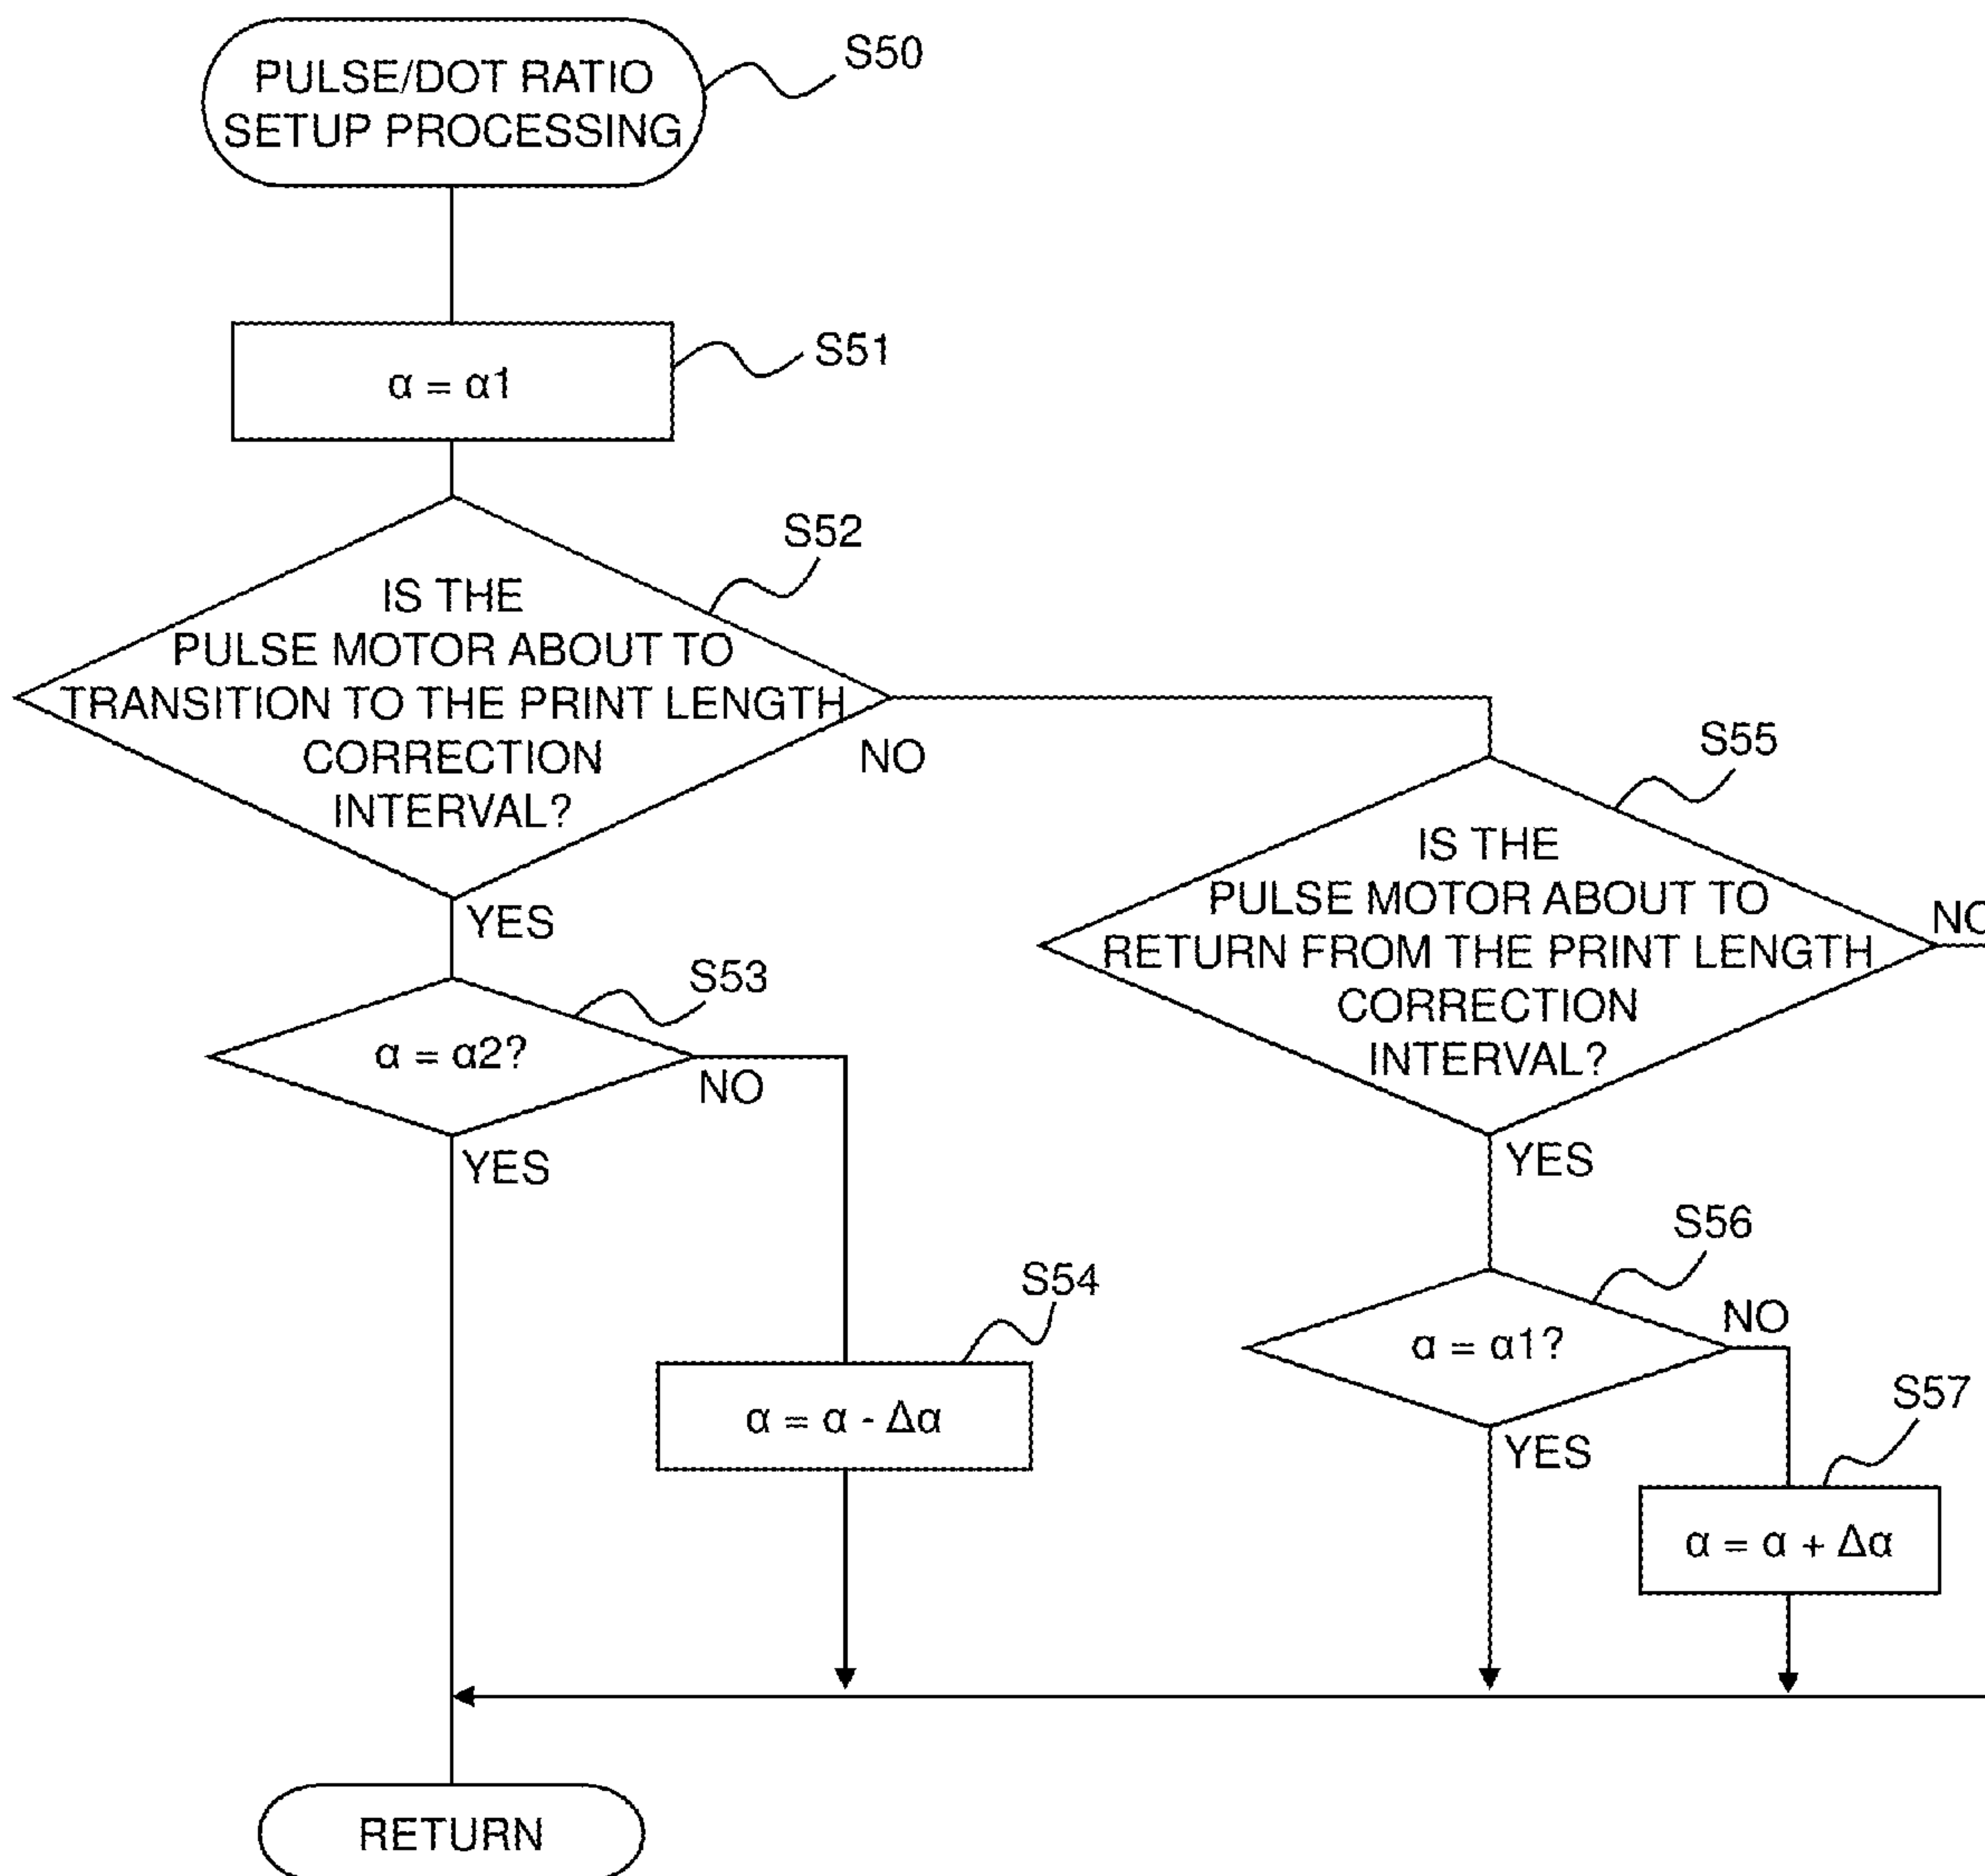 PULSE/DOT RATIO
SETUP PROCESSING
S50
α = α1
S51
S52
IS THE
PULSE MOTOR ABOUT TO
TRANSITION TO THE PRINT LENGTH
CORRECTION
INTERVAL?
NO
YES
S53
α = α2?
NO
YES
S54
α = α - Δα
S55
IS THE
PULSE MOTOR ABOUT TO
RETURN FROM THE PRINT LENGTH
CORRECTION
INTERVAL?
NO
YES
S56
α = α1?
NO
YES
S57
α = α + Δα
RETURN